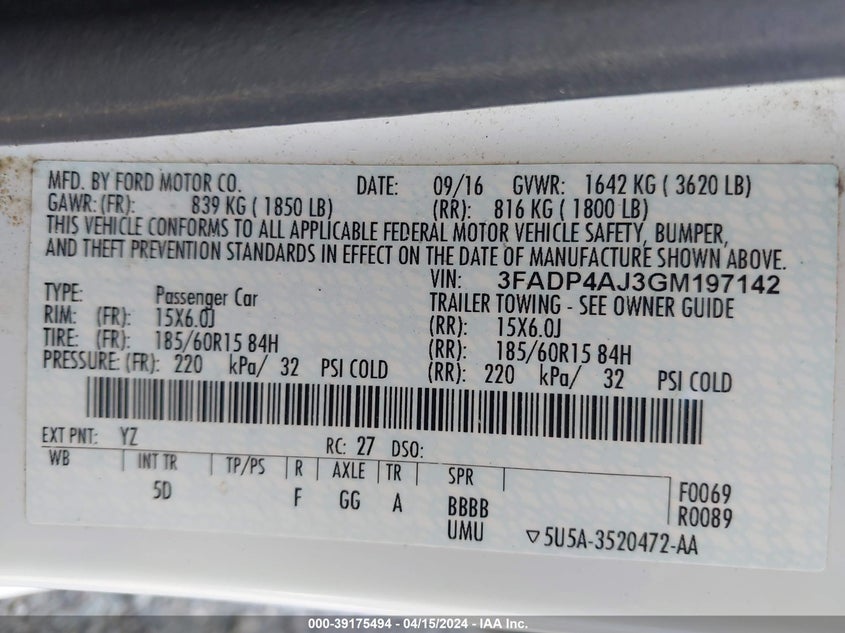 MFD. BY FORD MOTOR CO. DATE: 09/16 GVWR: 1642 KG ( 3620 LB)
GAWR: (FR): 839 KG ( 1850 LB) (RR): 816 KG ( 1800 LB)
THIS VEHICLE CONFORMS TO ALL APPLICABLE FEDERAL MOTOR VEHICLE SAFETY, BUMPER,
AND THEFT PREVENTION STANDARDS IN EFFECT ON THE DATE OF MANUFACTURE SHOWN ABOVE.
VIN: 3FADP4AJ3GM197142
TYPE: Passenger Car TRAILER TOWING - SEE OWNER GUIDE
RIM: (FR): 15X6.0J (RR): 15X6.0J
TIRE: (FR): 185/60R15 84H (RR): 185/60R15 84H
PRESSURE: (FR): 220 kPa/ 32 PSI COLD (RR): 220 kPa/ 32 PSI COLD
EXT PNT: YZ RC: 27 DSO:
WB INT TR TP/PS R AXLE TR SPR
5D F GG A BBBB F0069
UMU R0089
▽5U5A-3520472-AA
000-39175494 - 04/15/2024 - IAA Inc.